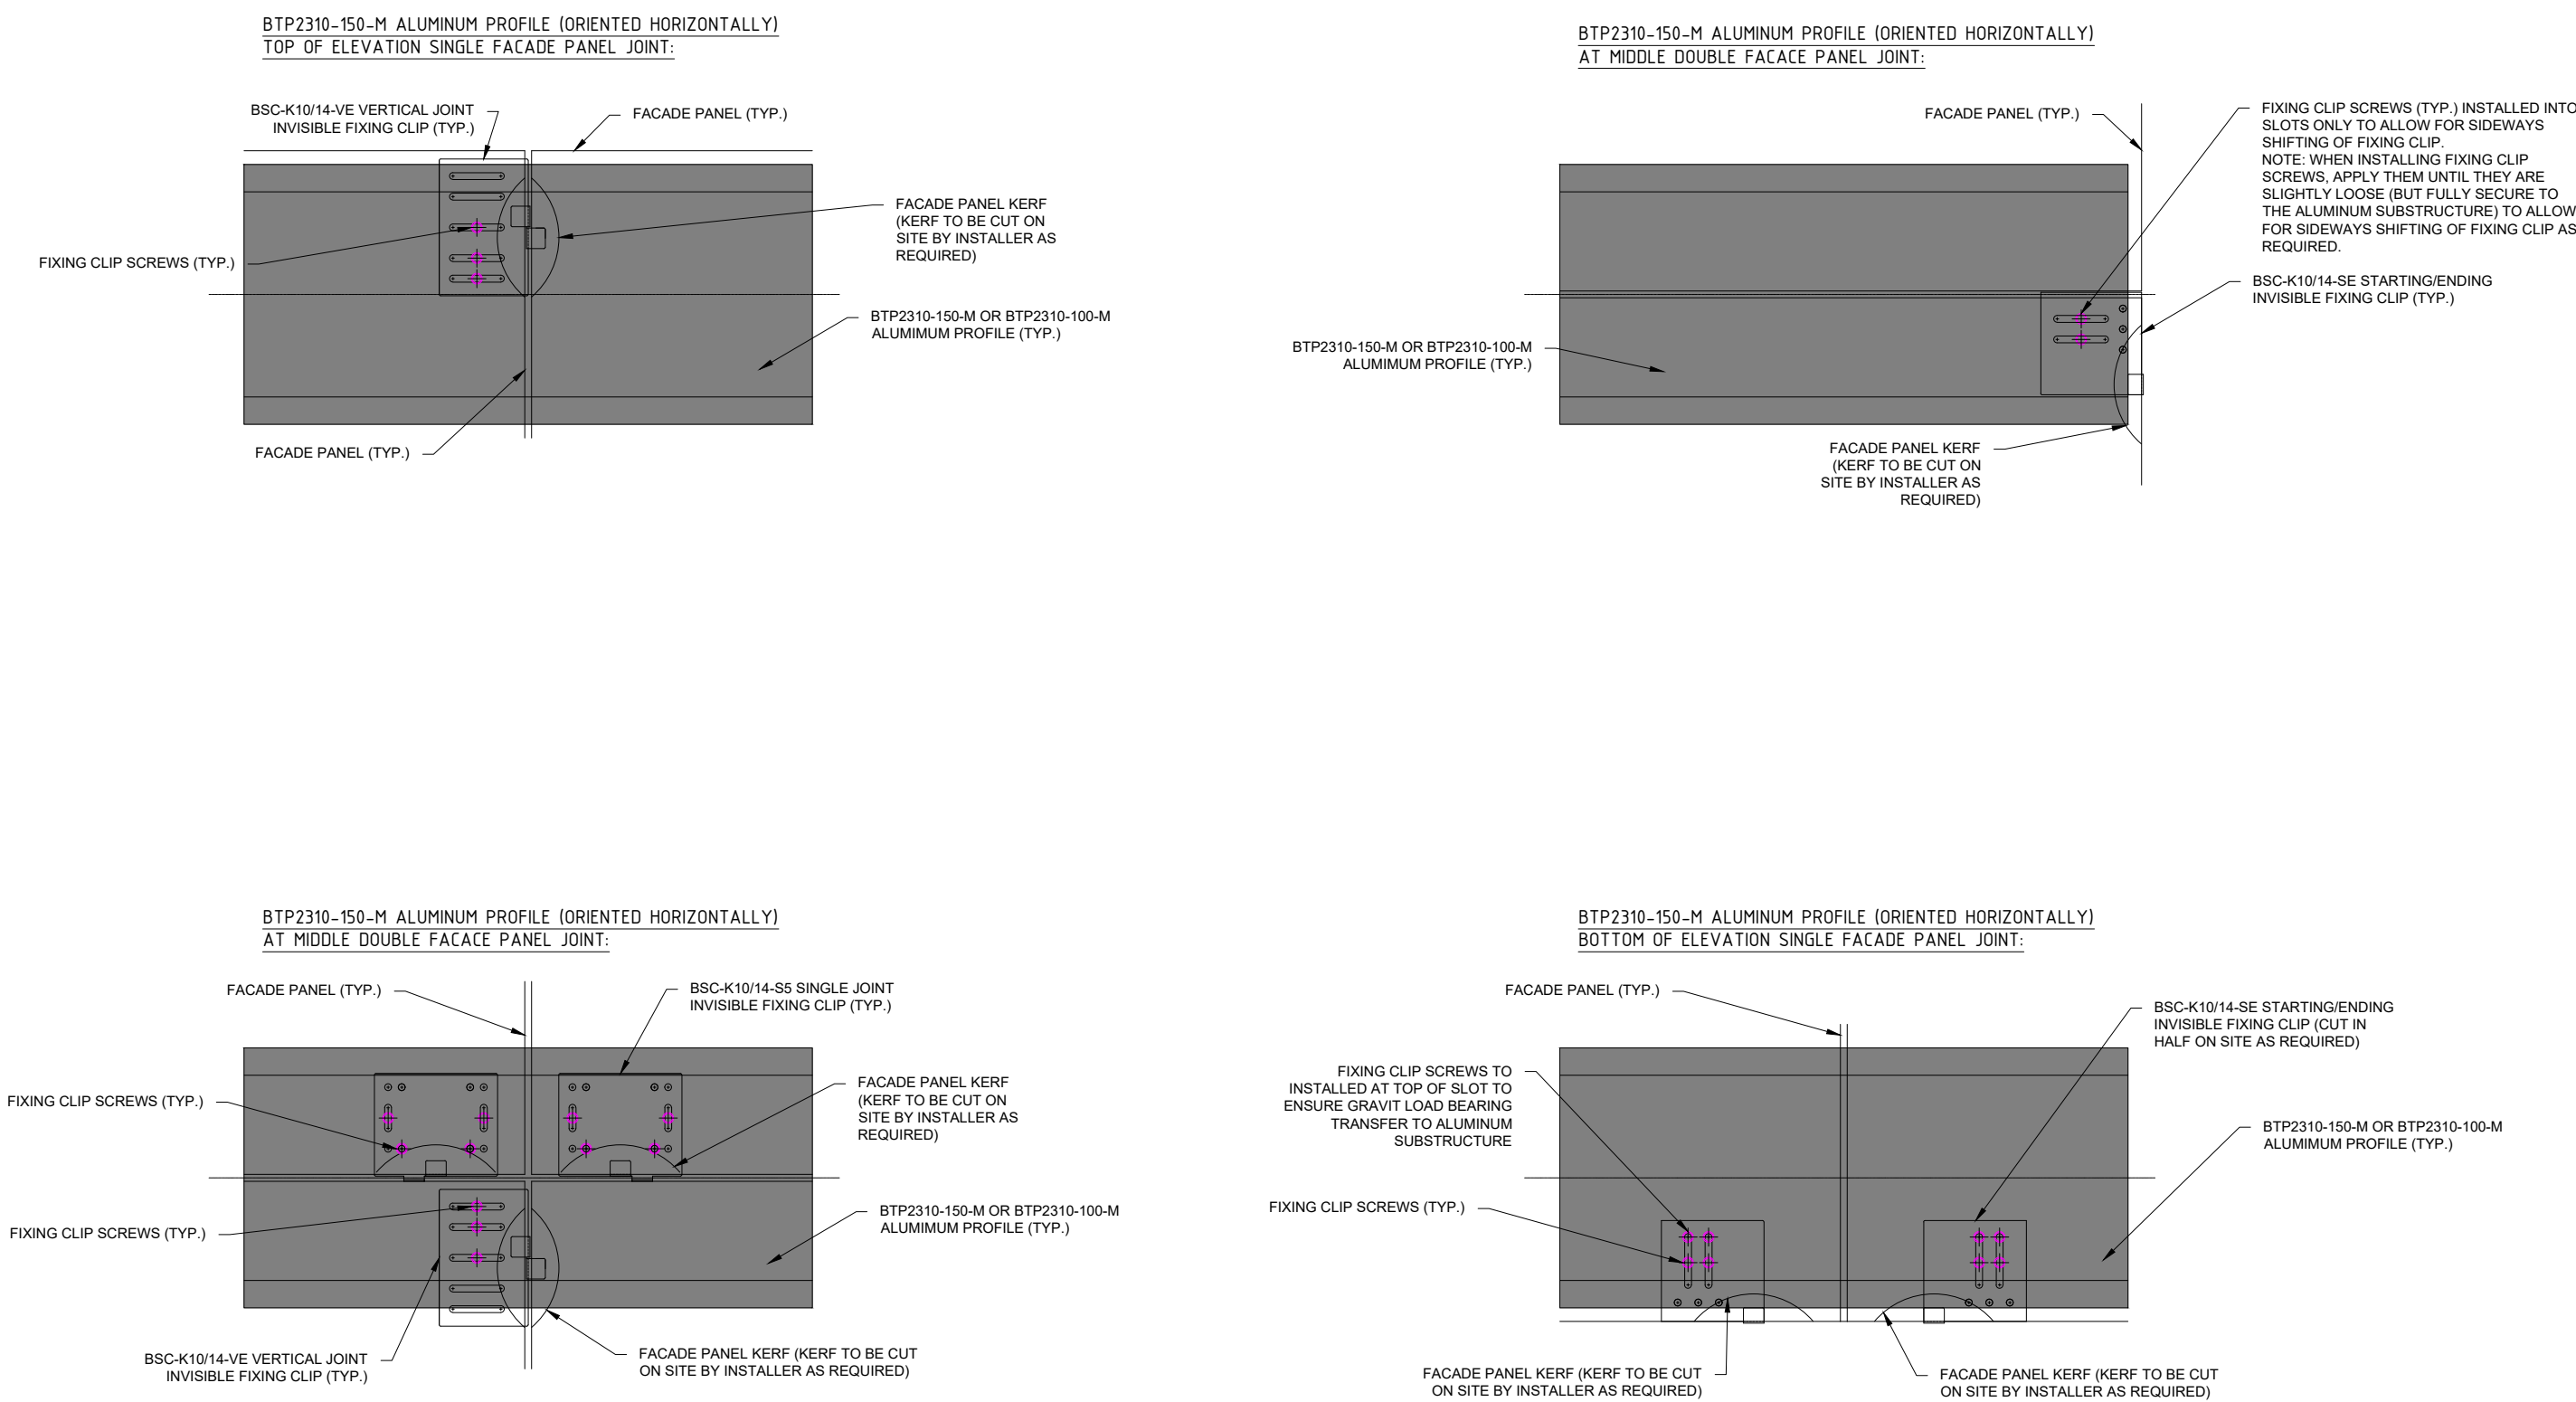 BTP2310-150-M ALUMINUM PROFILE (ORIENTED HORIZONTALLY)
TOP OF ELEVATION SINGLE FACADE PANEL JOINT:
BSC-K10/14-VE VERTICAL JOINT
INVISIBLE FIXING CLIP (TYP.)
FACADE PANEL (TYP.)
FACADE PANEL KERF
(KERF TO BE CUT ON
SITE BY INSTALLER AS
REQUIRED)
FIXING CLIP SCREWS (TYP.)
BTP2310-150-M OR BTP2310-100-M
ALUMIMUM PROFILE (TYP.)
FACADE PANEL (TYP.)
BTP2310-150-M ALUMINUM PROFILE (ORIENTED HORIZONTALLY)
AT MIDDLE DOUBLE FACACE PANEL JOINT:
FACADE PANEL (TYP.)
FIXING CLIP SCREWS (TYP.) INSTALLED INTO
SLOTS ONLY TO ALLOW FOR SIDEWAYS
SHIFTING OF FIXING CLIP.
NOTE: WHEN INSTALLING FIXING CLIP
SCREWS, APPLY THEM UNTIL THEY ARE
SLIGHTLY LOOSE (BUT FULLY SECURE TO
THE ALUMINUM SUBSTRUCTURE) TO ALLOW
FOR SIDEWAYS SHIFTING OF FIXING CLIP AS
REQUIRED.
BSC-K10/14-SE STARTING/ENDING
INVISIBLE FIXING CLIP (TYP.)
BTP2310-150-M OR BTP2310-100-M
ALUMIMUM PROFILE (TYP.)
FACADE PANEL KERF
(KERF TO BE CUT ON
SITE BY INSTALLER AS
REQUIRED)
BTP2310-150-M ALUMINUM PROFILE (ORIENTED HORIZONTALLY)
AT MIDDLE DOUBLE FACACE PANEL JOINT:
FACADE PANEL (TYP.)
BSC-K10/14-S5 SINGLE JOINT
INVISIBLE FIXING CLIP (TYP.)
FIXING CLIP SCREWS (TYP.)
FACADE PANEL KERF
(KERF TO BE CUT ON
SITE BY INSTALLER AS
REQUIRED)
FIXING CLIP SCREWS (TYP.)
BTP2310-150-M OR BTP2310-100-M
ALUMIMUM PROFILE (TYP.)
BSC-K10/14-VE VERTICAL JOINT
INVISIBLE FIXING CLIP (TYP.)
FACADE PANEL KERF (KERF TO BE CUT
ON SITE BY INSTALLER AS REQUIRED)
BTP2310-150-M ALUMINUM PROFILE (ORIENTED HORIZONTALLY)
BOTTOM OF ELEVATION SINGLE FACADE PANEL JOINT:
FACADE PANEL (TYP.)
BSC-K10/14-SE STARTING/ENDING
INVISIBLE FIXING CLIP (CUT IN
HALF ON SITE AS REQUIRED)
FIXING CLIP SCREWS TO
INSTALLED AT TOP OF SLOT TO
ENSURE GRAVIT LOAD BEARING
TRANSFER TO ALUMINUM
SUBSTRUCTURE
BTP2310-150-M OR BTP2310-100-M
ALUMIMUM PROFILE (TYP.)
FIXING CLIP SCREWS (TYP.)
FACADE PANEL KERF (KERF TO BE CUT
ON SITE BY INSTALLER AS REQUIRED)
FACADE PANEL KERF (KERF TO BE CUT
ON SITE BY INSTALLER AS REQUIRED)